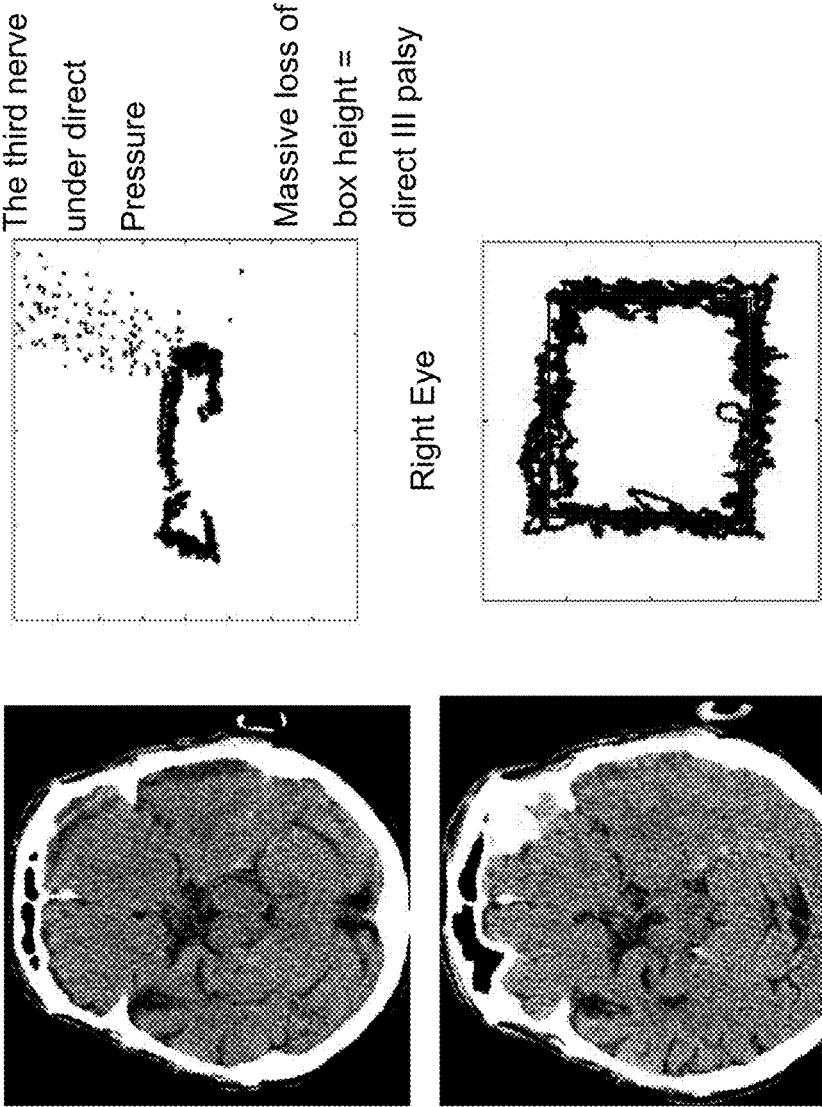 The third nerve
under direct
Pressure
Massive loss of
box height =
direct III palsy
Right Eye